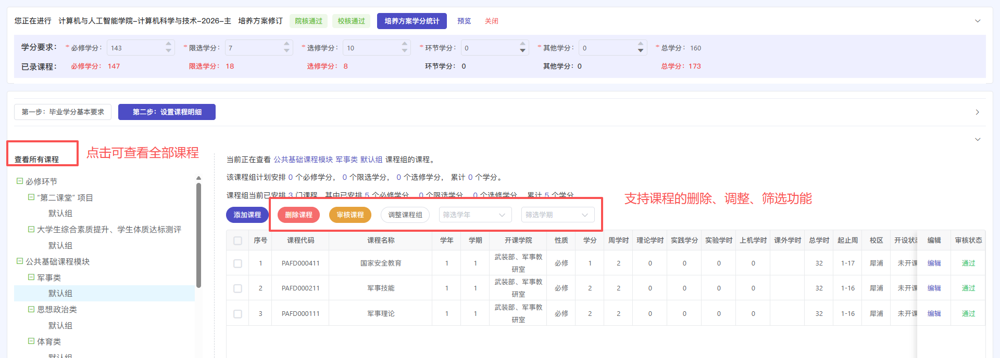 您正在进行 计算机与人工智能学院-计算机科学与技术-2026-主 培养方案修订 院核通过 校核通过 培养方案学分统计 预览 关闭
学分要求： * 必修学分： 143 * 限选学分： 7 * 选修学分： 10 * 环节学分： 0 * 其他学分： 0 * 总学分： 160
已录课程： 必修学分： 147 限选学分： 18 选修学分： 8 环节学分： 0 其他学分： 0 总学分： 173
第一步：毕业学分基本要求 第二步：设置课程明细
查看所有课程 点击可查看全部课程
必修环节
“第二课堂” 项目
默认组
大学生综合素质提升、学生体质达标测评
默认组
公共基础课程模块
军事类
默认组
思想政治类
默认组
体育类
默认组
当前正在查看 公共基础课程模块 军事类 默认组 课程组的课程。
该课程组计划安排 0 个必修学分， 0 个限选学分， 0 个选修学分， 累计 0 个学分。
课程组当前已安排 3 门课程，其中已安排 5 个必修学分， 0 个限选学分， 0 个选修学分， 累计 5 个学分
支持课程的删除、调整、筛选功能
添加课程 删除课程 审核课程 调整课程组 筛选学年 筛选学期
序号 课程代码 课程名称 学年 学期 开课学院 性质 学分 周学时 理论学时 实践学分 实验学时 上机学时 课外学时 总学时 起止周 校区 开设状态 编辑 审核状态
1 PAFD000411 国家安全教育 1 1 武装部、军事教研室 必修 1 2 0 0 0 0 32 1-17 犀浦 未开课 编辑 通过
2 PAFD000211 军事技能 1 1 武装部、军事教研室 必修 2 2 0 0 0 0 32 1-16 犀浦 未开课 编辑 通过
3 PAFD000111 军事理论 1 1 武装部、军事教研室 必修 2 2 0 0 0 0 32 1-16 犀浦 未开课 编辑 通过